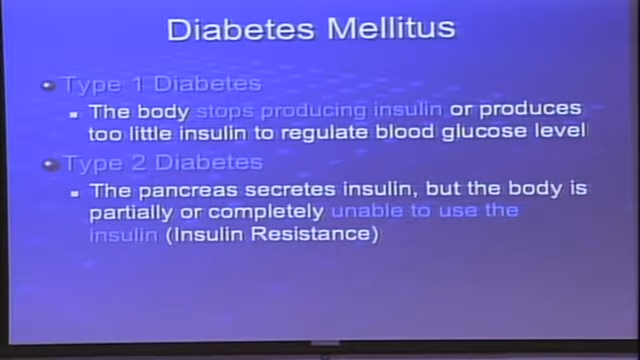 Diabetes Mellitus
Type 1 Diabetes
The body stops producing insulin or produces
too little insulin to regulate blood glucose level
Type 2 Diabetes
The pancreas secretes insulin, but the body is
partially or completely unable to use the
insulin (Insulin Resistance)